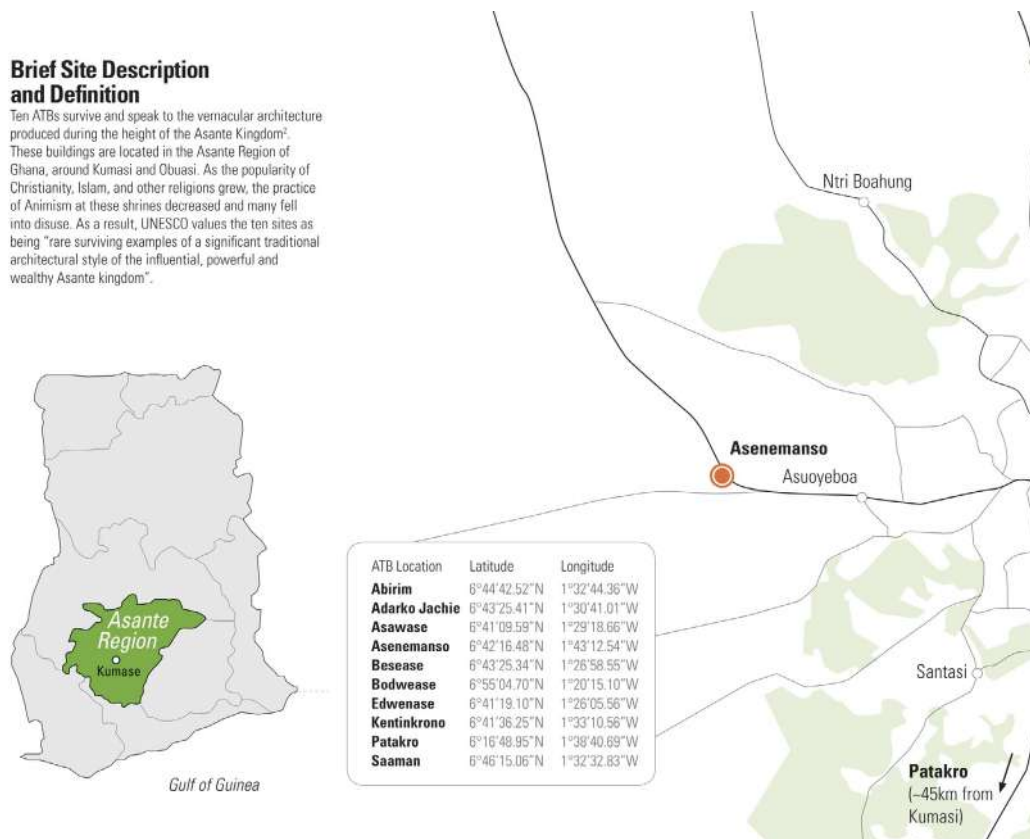 Brief Site Description
and Definition
Ten ATBs survive and speak to the vernacular architecture
produced during the height of the Asante Kingdom².
These buildings are located in the Asante Region of
Ghana, around Kumasi and Obuasi. As the popularity of
Christianity, Islam, and other religions grew, the practice
of Animism at these shrines decreased and many fell
into disuse. As a result, UNESCO values the ten sites as
being “rare surviving examples of a significant traditional
architectural style of the influential, powerful and
wealthy Asante kingdom”.
Ntri Boahung
Asenemanso
Asuoyeboa
Asante
Region
Kumase
Gulf of Guinea
ATB Location Latitude Longitude
Abirim 6°44'42.52"N 1°32'44.36"W
Adarko Jachie 6°43'25.41"N 1°30'41.01"W
Asawase 6°41'09.59"N 1°29'18.66"W
Asenemanso 6°42'16.48"N 1°43'12.54"W
Besease 6°43'25.34"N 1°26'58.55"W
Bodwease 6°55'04.70"N 1°20'15.10"W
Edwenase 6°41'19.10"N 1°26'05.56"W
Kentinkrono 6°41'36.25"N 1°33'10.56"W
Patakro 6°16'48.95"N 1°38'40.69"W
Saaman 6°46'15.06"N 1°32'32.83"W
Santasi
Patakro
(~45km from
Kumasi)